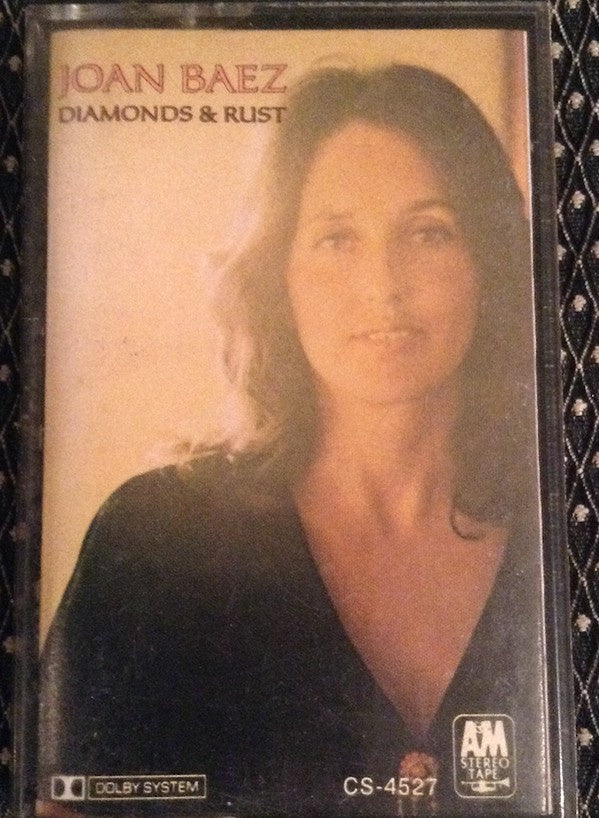 JOAN BAEZ
DIAMONDS & RUST
DOLBY SYSTEM
CS-4527
A&M
STEREO
TAPE